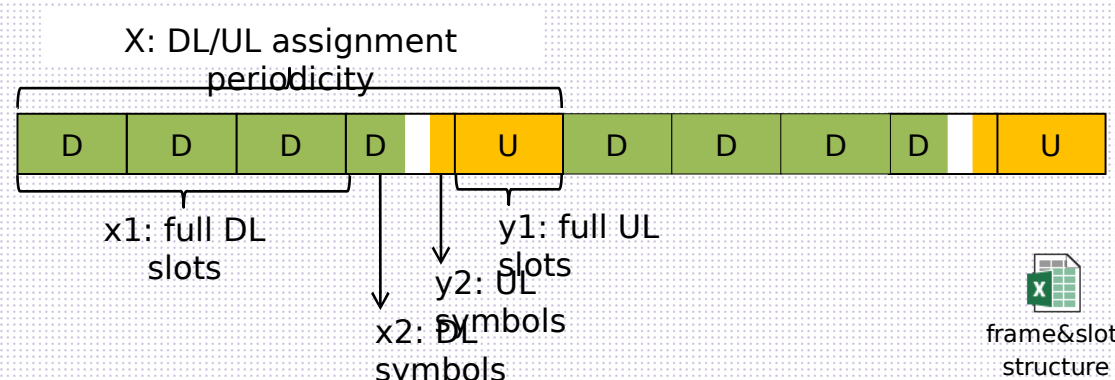 X: DL/UL assignment
periodicity
D D D D U D D D D U
x1: full DL
slots
y1: full UL
slots
y2: UL
symbols
x2: DL
symbols
X
frame&slot
structure